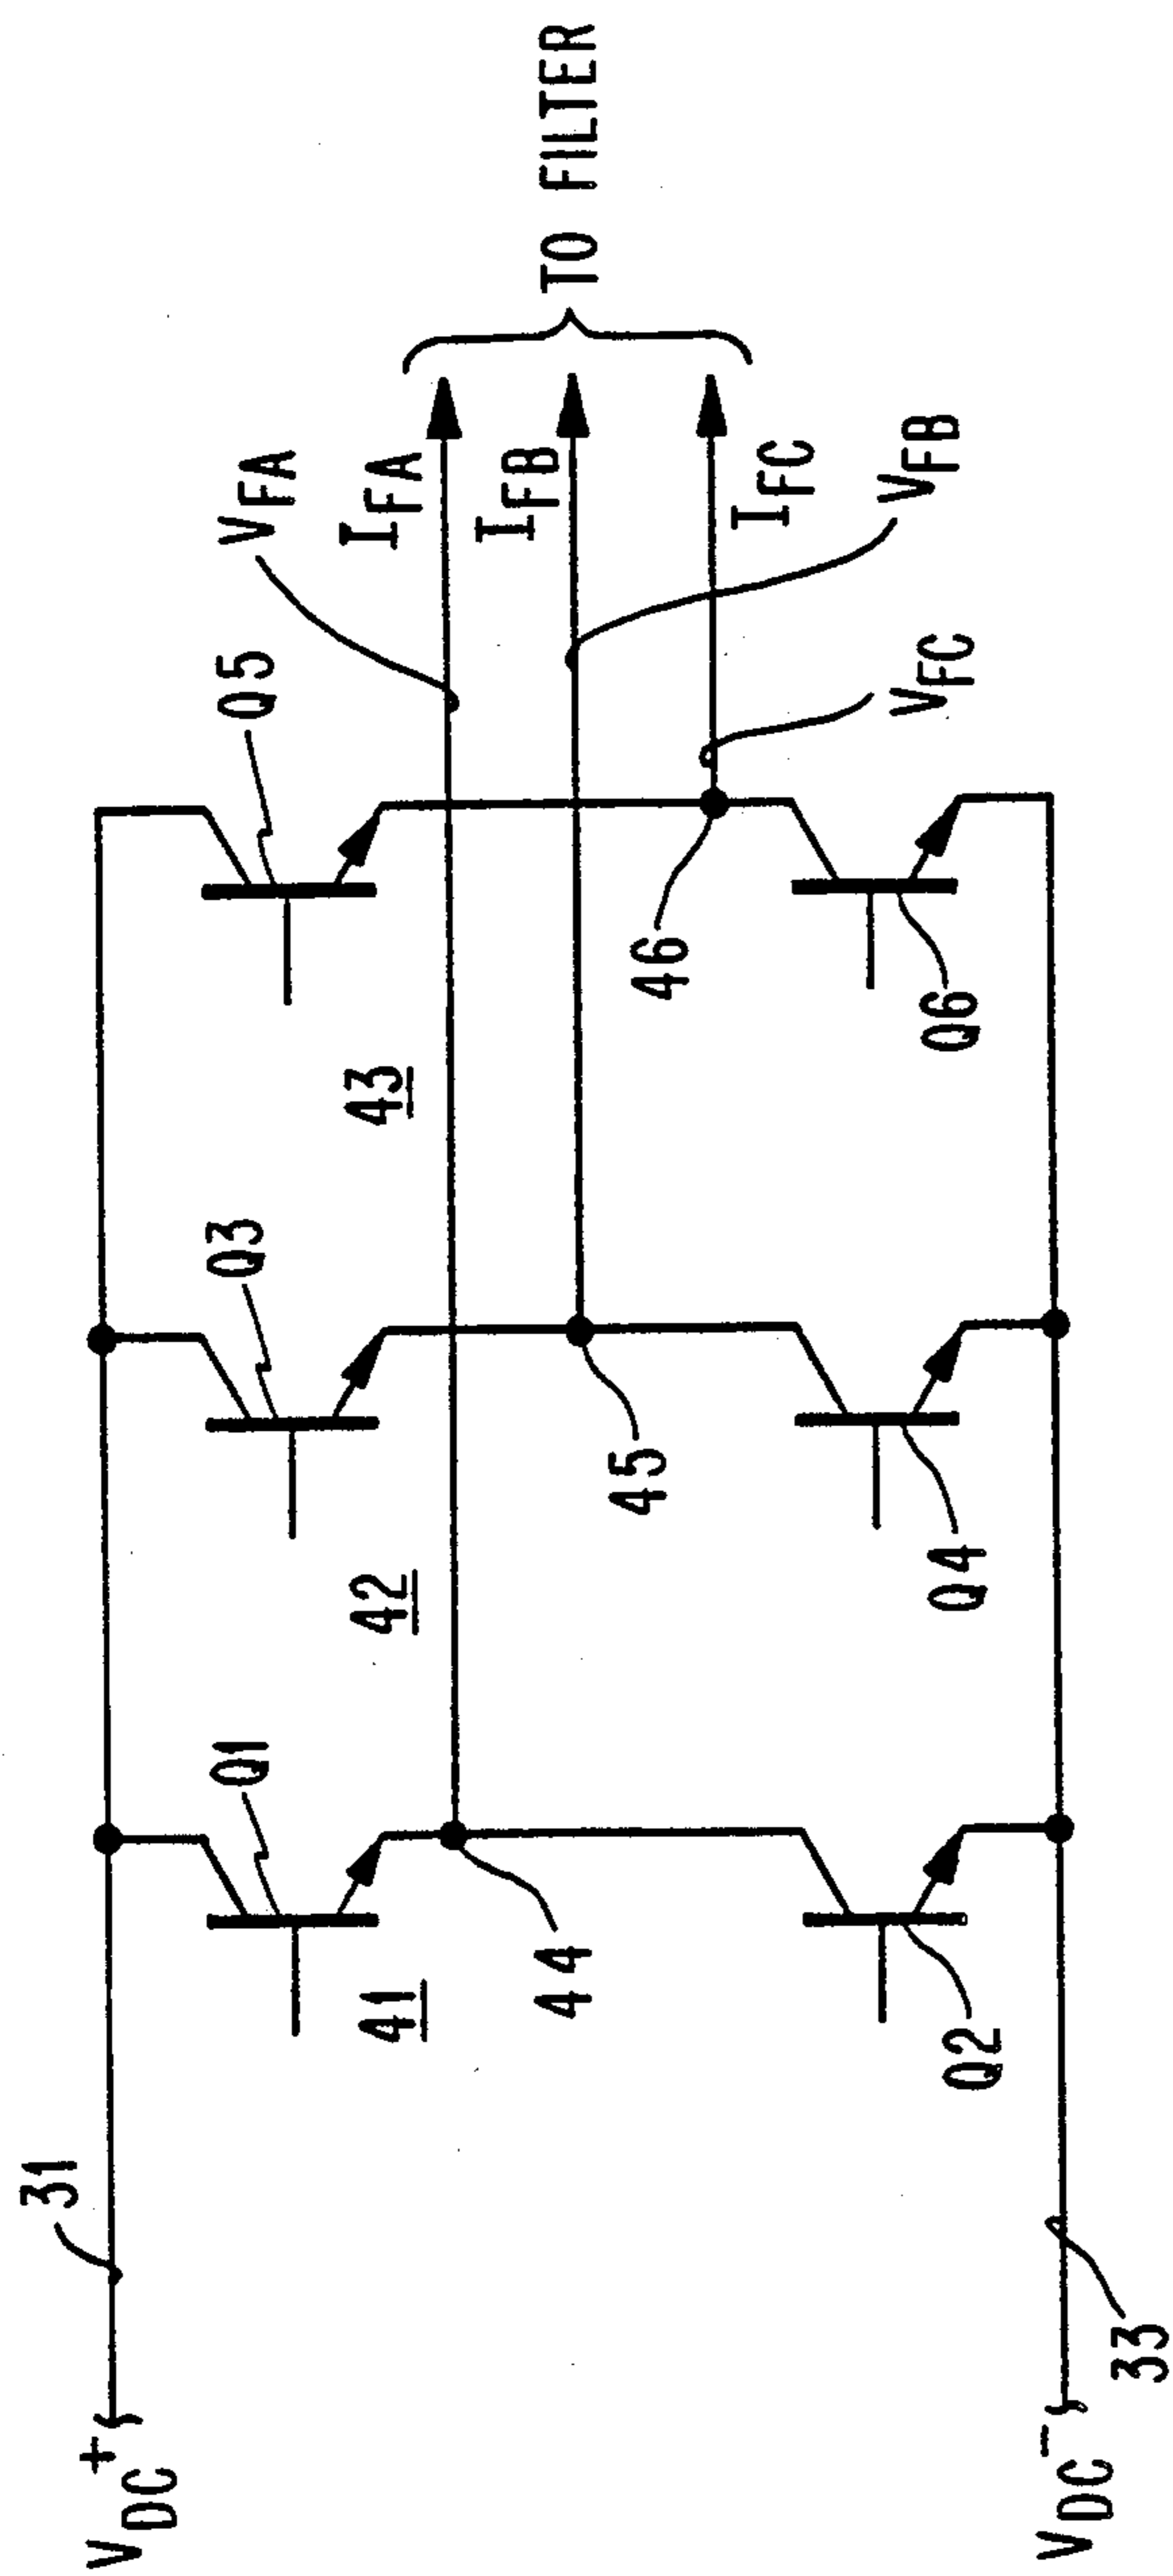 V_DC+
31
Q1
Q3
Q5
V_FA
41
42
43
I_FA
I_FB
TO FILTER
44
45
46
I_FC
V_FB
V_FC
Q2
Q4
Q6
V_DC-
33